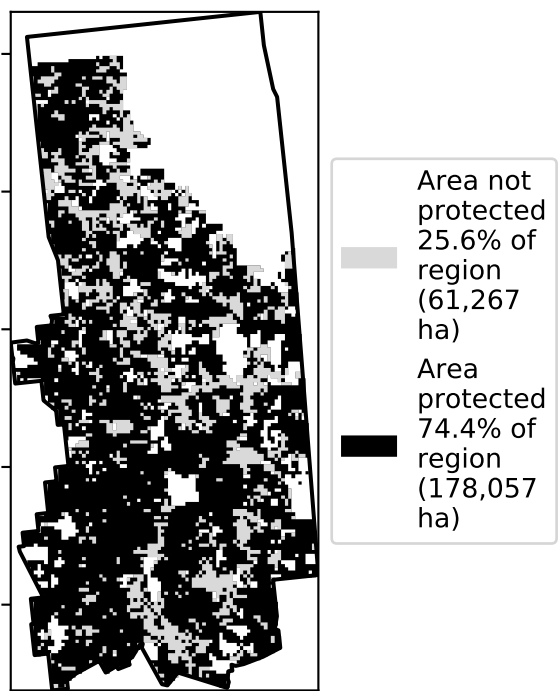 Area not
protected
25.6% of
region
(61,267
ha)
Area
protected
74.4% of
region
(178,057
ha)